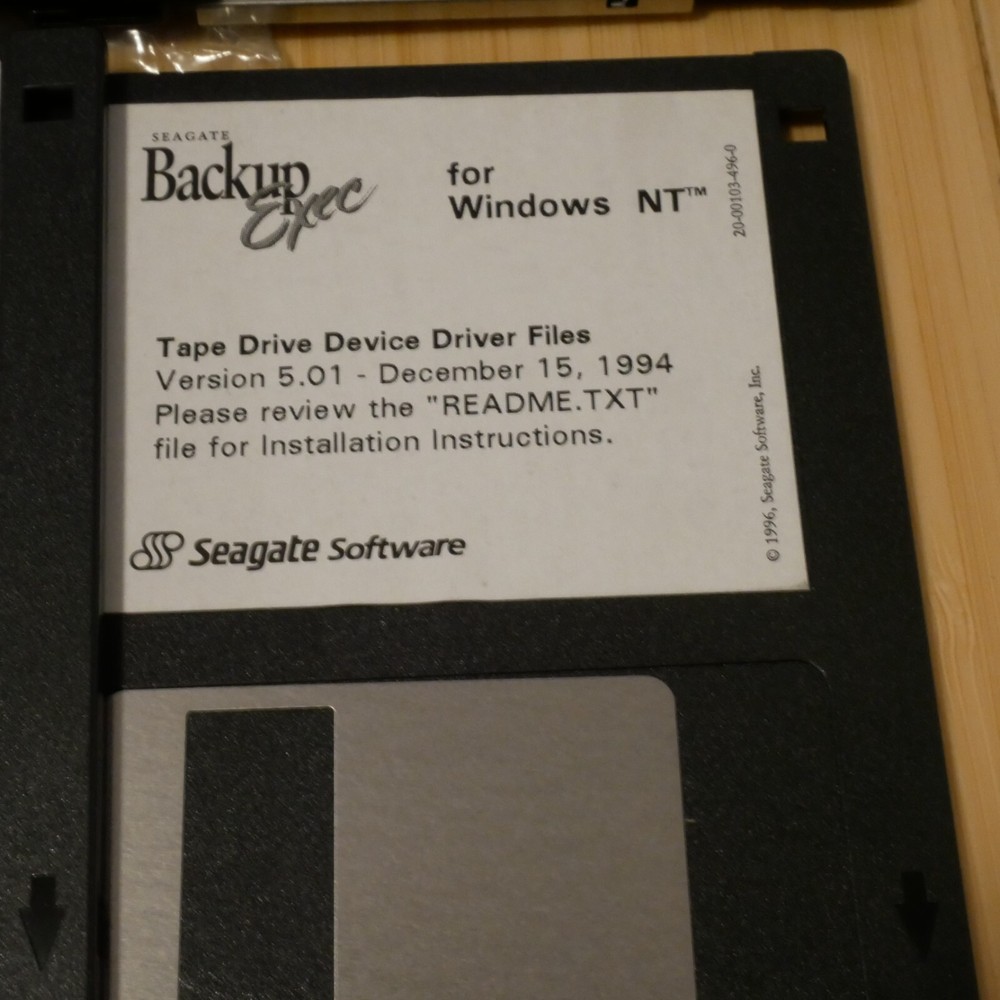 SEAGATE
Backup
Exec
for
Windows NT™
20-00103-496-0
Tape Drive Device Driver Files
Version 5.01 - December 15, 1994
Please review the "README.TXT"
file for Installation Instructions.
Seagate Software
© 1996, Seagate Software, Inc.